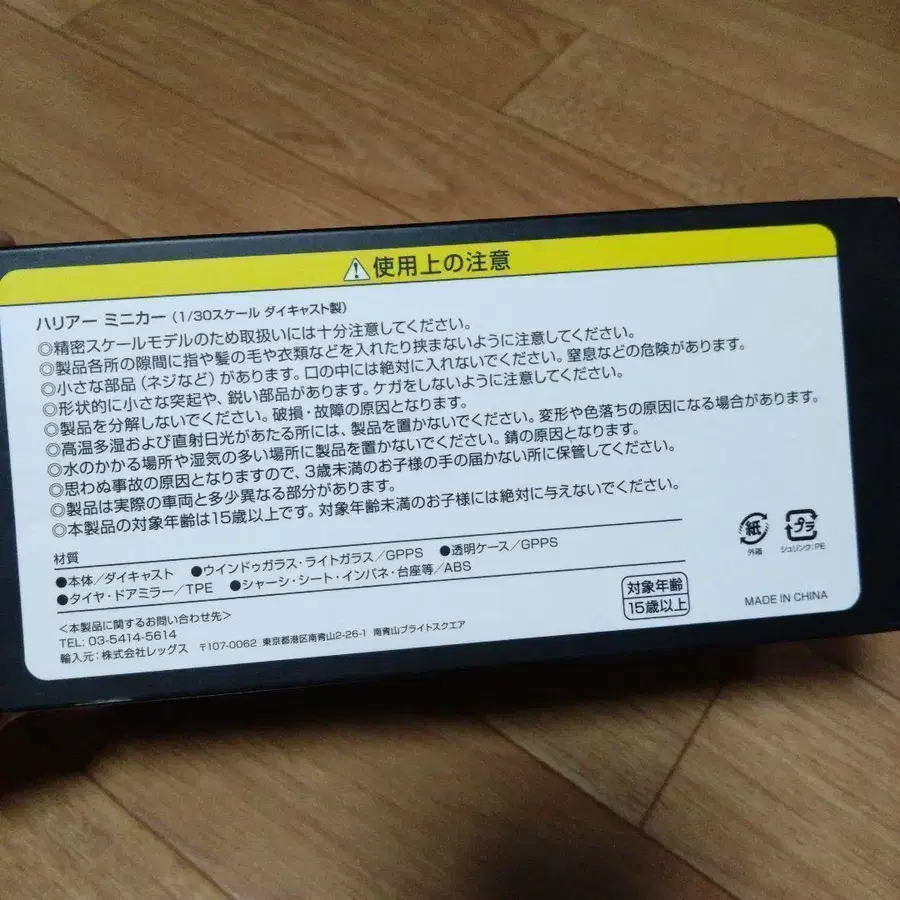 使用上の注意
ハリアー ミニカー (1/30スケール ダイキャスト製)
◎精密スケールモデルのため取扱いには十分注意してください。
◎製品各所の隙間に指や髪の毛や衣類などを入れたり挟まないように注意してください。
◎小さな部品(ネジなど)があります。口の中には絶対に入れないでください。窒息などの危険があります。
◎形状的に小さな突起や、鋭い部品があります。ケガをしないように注意してください。
◎製品を分解しないでください。破損・故障の原因となります。
◎高温多湿および直射日光があたる所には、製品を置かないでください。変形や色落ちの原因になる場合があります。
◎水のかかる場所や湿気の多い場所に製品を置かないでください。錆の原因となります。
◎思わぬ事故の原因となりますので、3歳未満のお子様の手の届かない所に保管してください。
◎製品は実際の車両と多少異なる部分があります。
◎本製品の対象年齢は15歳以上です。対象年齢未満のお子様には絶対に与えないでください。
材質
●本体/ダイキャスト ●ウインドゥガラス・ライトガラス/GPPS ●透明ケース/GPPS
●タイヤ・ドアミラー/TPE ●シャーシ・シート・インパネ・台座等/ABS
紙
外箱
プラ
シュリンク:PE
<本製品に関するお問い合わせ先>
TEL: 03-5414-5614
輸入元:株式会社レッグス 〒107-0062 東京都港区南青山2-26-1 南青山ブライトスクエア
対象年齢
15歳以上
MADE IN CHINA